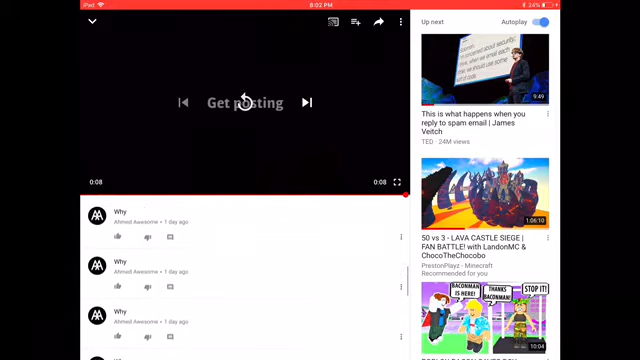 iPad
8:02 PM
24%
Up next
Autoplay
Get posting
0:08
0:08
9:49
This is what happens when you
reply to spam email | James
Veitch
TED • 24M views
1:06:10
50 vs 3 - LAVA CASTLE SIEGE |
FAN BATTLE! with LandonMC &
ChocoTheChocobo
PrestonPlayz - Minecraft
Recommended for you
BACONMAN
IS HERE!
THANKS
BACONMAN!
STOP IT!
10:04
Why
Ahmed Awesome • 1 day ago
Why
Ahmed Awesome • 1 day ago
Why
Ahmed Awesome • 1 day ago
Why